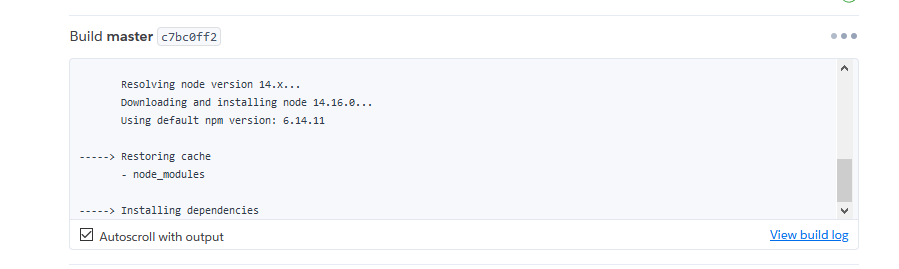 Build master c7bc0ff2
Resolving node version 14.x...
Downloading and installing node 14.16.0...
Using default npm version: 6.14.11
-----> Restoring cache
- node_modules
-----> Installing dependencies
Autoscroll with output
View build log